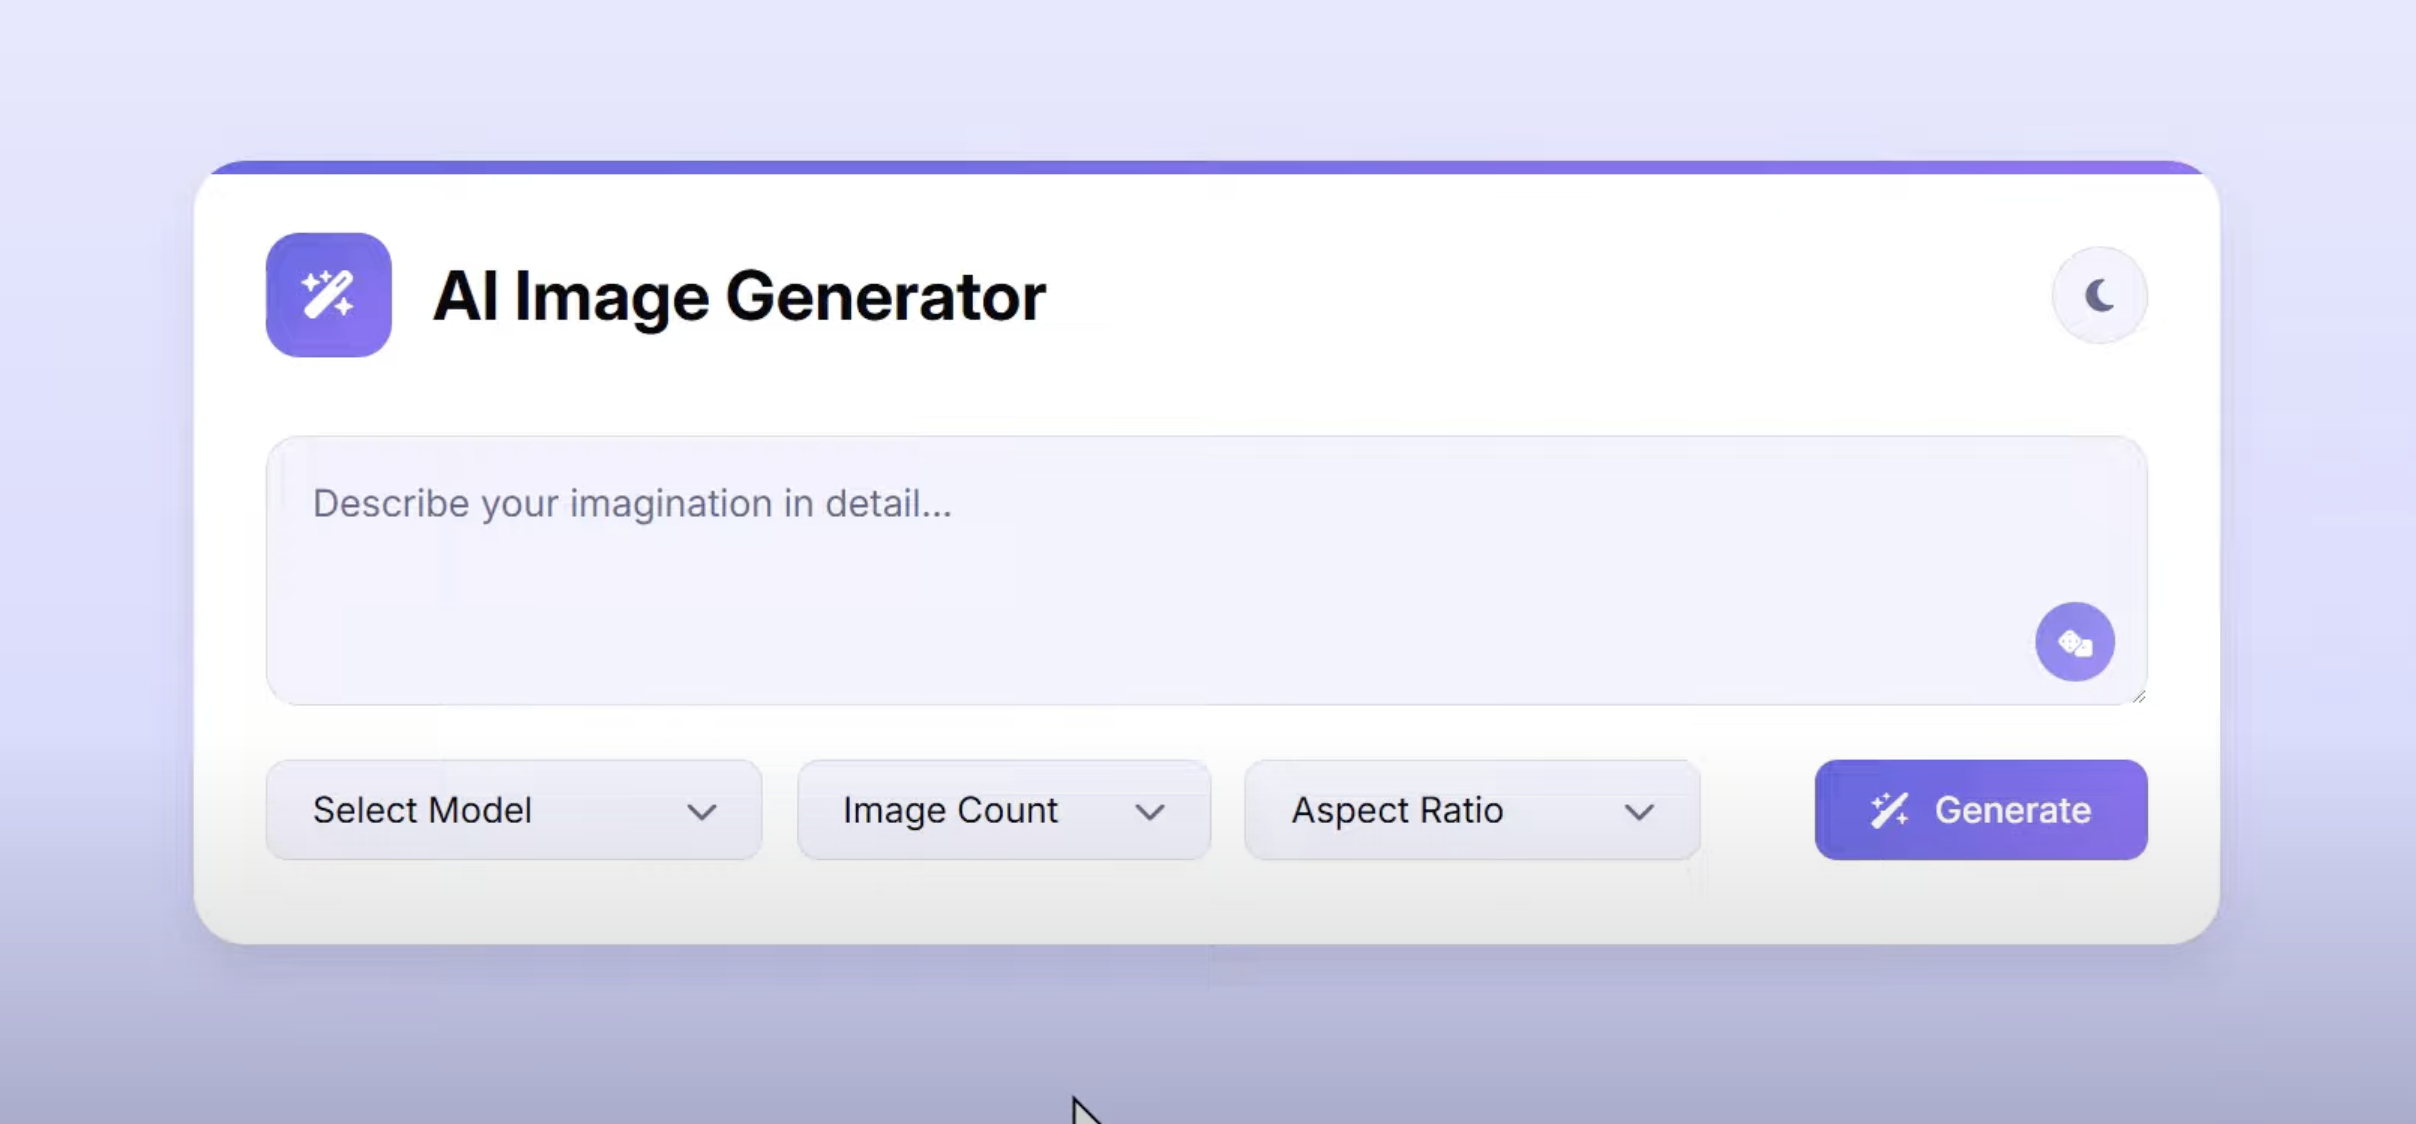 AI Image Generator
Describe your imagination in detail...
Select Model
Image Count
Aspect Ratio
Generate